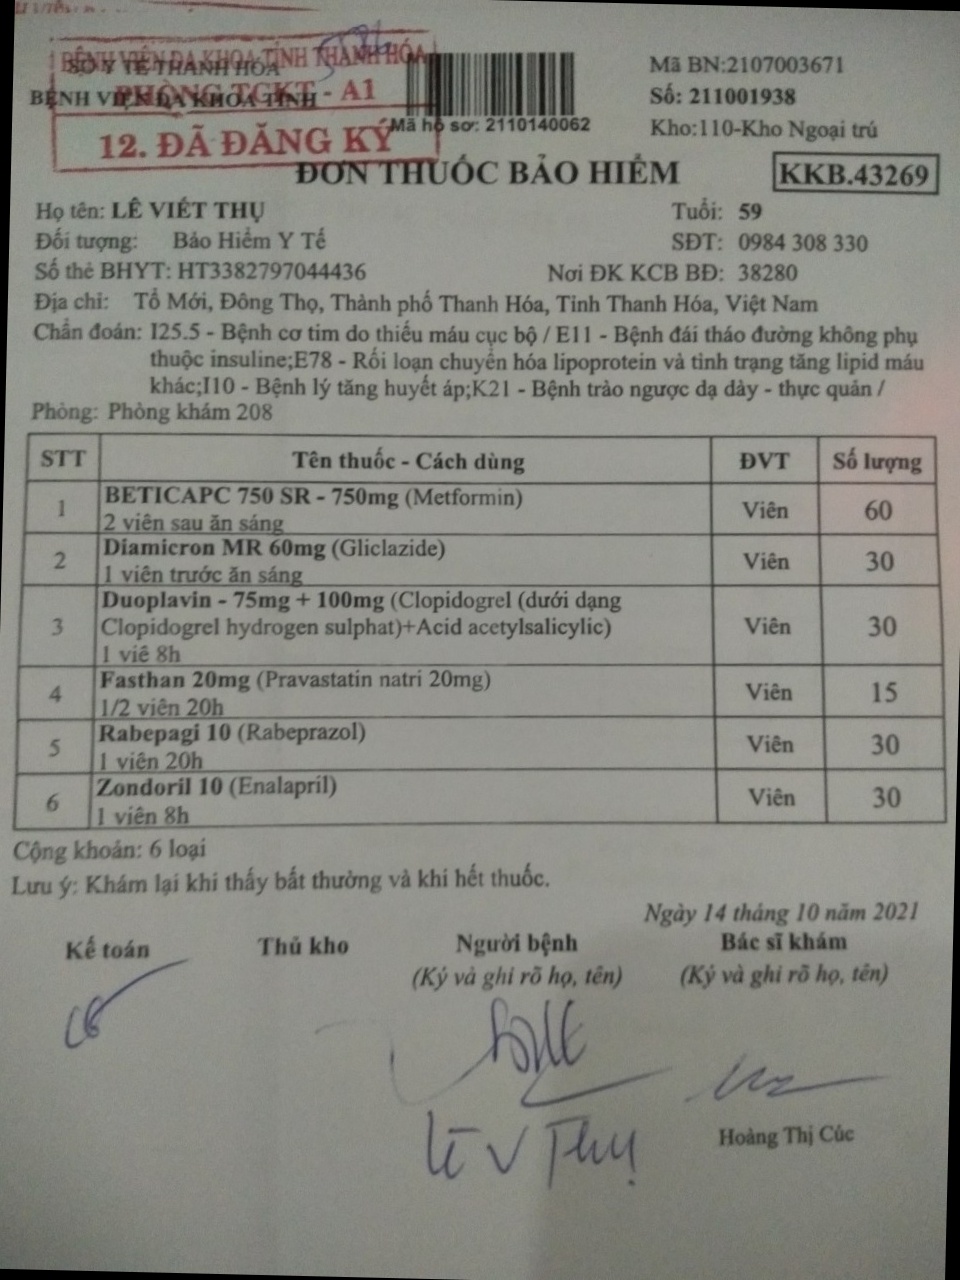 BỆNH VIỆN ĐA KHOA TỈNH THANH HÓA
SỞ Y TẾ THANH HÓA
PHÒNG TCKT - A1
BỆNH VIỆN ĐA KHOA TỈNH
12. ĐÃ ĐĂNG KÝ
Mã hồ sơ: 2110140062
Mã BN:2107003671
Số: 211001938
Kho:110-Kho Ngoại trú
ĐƠN THUỐC BẢO HIỂM
KKB.43269
Họ tên: LÊ VIẾT THỤ Tuổi: 59
Đối tượng: Bảo Hiểm Y Tế SĐT: 0984 308 330
Số thẻ BHYT: HT3382797044436 Nơi ĐK KCB BĐ: 38280
Địa chỉ: Tổ Mới, Đông Thọ, Thành phố Thanh Hóa, Tỉnh Thanh Hóa, Việt Nam
Chẩn đoán: I25.5 - Bệnh cơ tim do thiếu máu cục bộ / E11 - Bệnh đái tháo đường không phụ
thuộc insuline;E78 - Rối loạn chuyển hóa lipoprotein và tình trạng tăng lipid máu
khác;I10 - Bệnh lý tăng huyết áp;K21 - Bệnh trào ngược dạ dày - thực quản /
Phòng: Phòng khám 208
STT Tên thuốc - Cách dùng ĐVT Số lượng
1 BETICAPC 750 SR - 750mg (Metformin) Viên 60
2 viên sau ăn sáng
2 Diamicron MR 60mg (Gliclazide) Viên 30
1 viên trước ăn sáng
3 Duoplavin - 75mg + 100mg (Clopidogrel (dưới dạng Viên 30
Clopidogrel hydrogen sulphat)+Acid acetylsalicylic)
1 viê 8h
4 Fasthan 20mg (Pravastatin natri 20mg) Viên 15
1/2 viên 20h
5 Rabepagi 10 (Rabeprazol) Viên 30
1 viên 20h
6 Zondoril 10 (Enalapril) Viên 30
1 viên 8h
Cộng khoản: 6 loại
Lưu ý: Khám lại khi thấy bất thường và khi hết thuốc.
Ngày 14 tháng 10 năm 2021
Kế toán Thủ kho Người bệnh Bác sĩ khám
(Ký và ghi rõ họ, tên) (Ký và ghi rõ họ, tên)
Lê V Thụ
Hoàng Thị Cúc